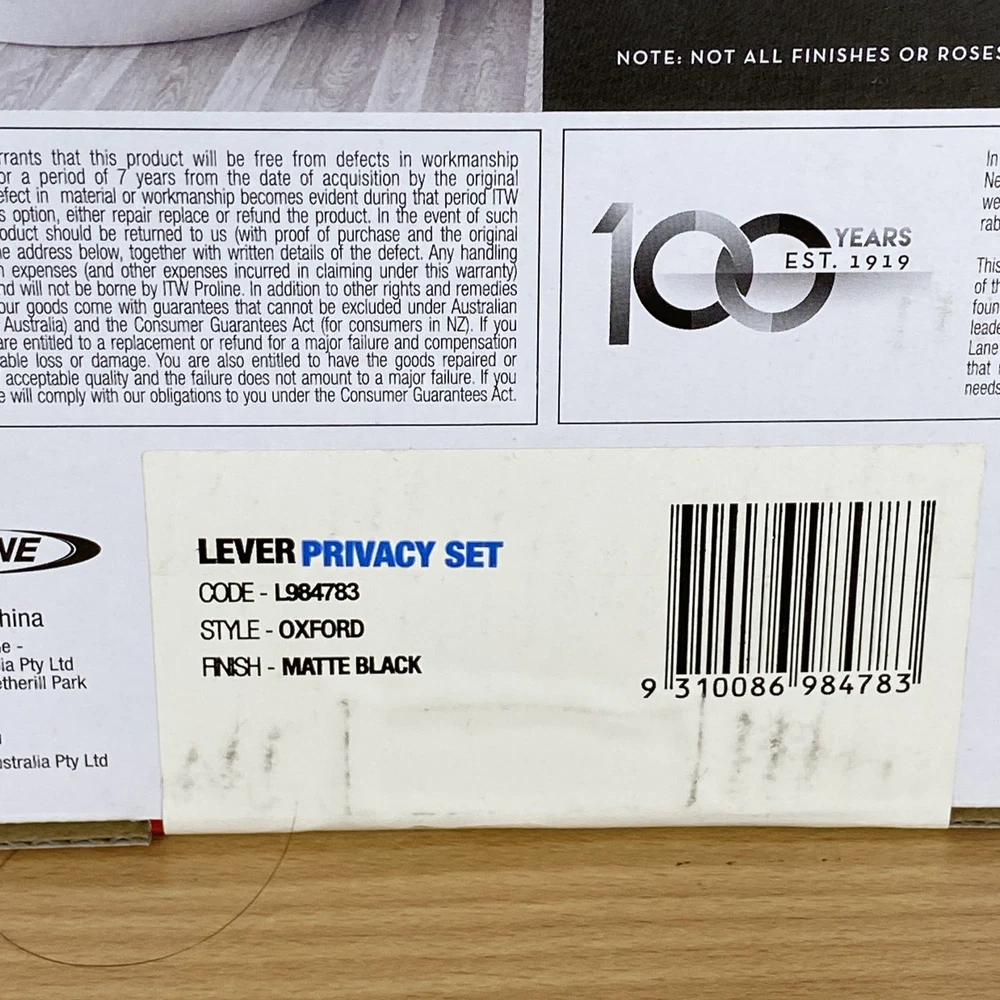 NOTE: NOT ALL FINISHES OR ROSES
rrants that this product will be free from defects in workmanship
or a period of 7 years from the date of acquisition by the original
efect in material or workmanship becomes evident during that period ITW
s option, either repair replace or refund the product. In the event of such
oduct should be returned to us (with proof of purchase and the original
e address below, together with written details of the defect. Any handling
n expenses (and other expenses incurred in claiming under this warranty)
nd will not be borne by ITW Proline. In addition to other rights and remedies
our goods come with guarantees that cannot be excluded under Australian
Australia) and the Consumer Guarantees Act (for consumers in NZ). If you
are entitled to a replacement or refund for a major failure and compensation
able loss or damage. You are also entitled to have the goods repaired or
acceptable quality and the failure does not amount to a major failure. If you
e will comply with our obligations to you under the Consumer Guarantees Act.
100 YEARS
EST. 1919
In
Ne
we
rab
This
of th
foun
leade
Lane
that
needs
NE
hina
e -
ia Pty Ltd
etherill Park
stralia Pty Ltd
LEVER PRIVACY SET
CODE - L984783
STYLE - OXFORD
FINISH - MATTE BLACK
9 310086 984783